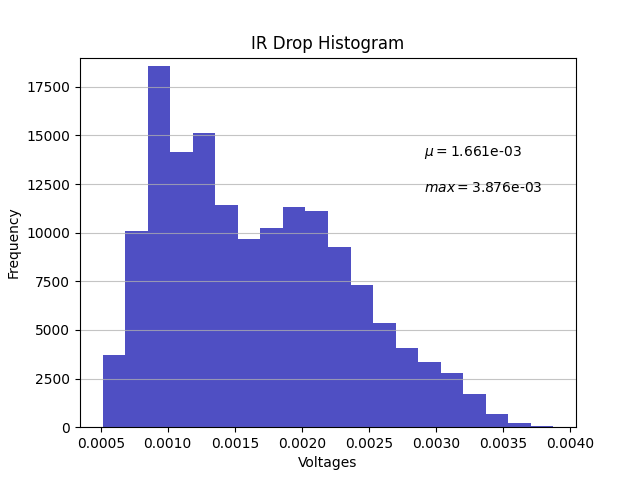 IR Drop Histogram
17500
15000
12500
10000
7500
5000
2500
0
Frequency
μ = 1.661e-03
max = 3.876e-03
0.0005 0.0010 0.0015 0.0020 0.0025 0.0030 0.0035 0.0040
Voltages